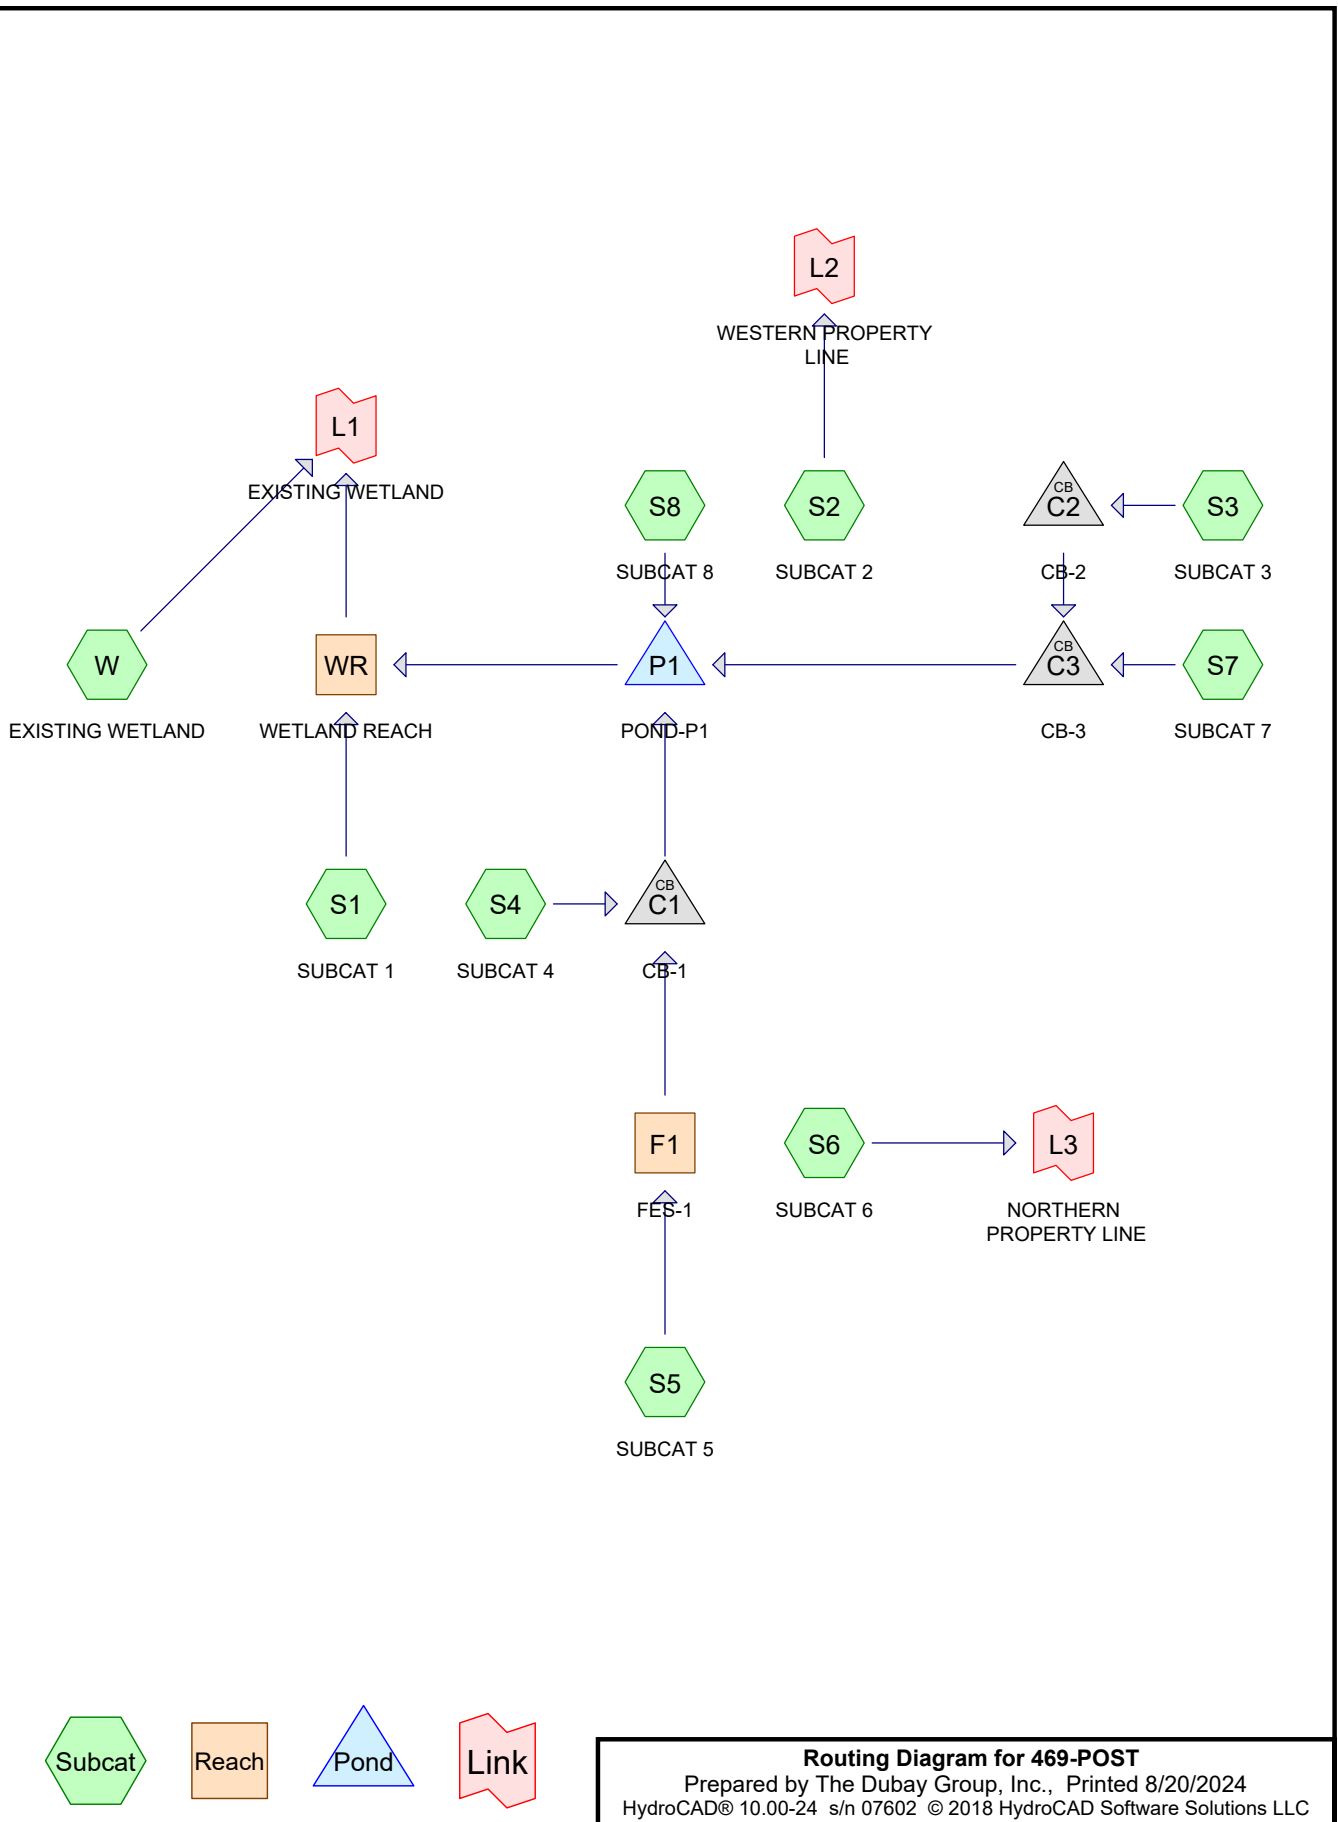 L2
WESTERN PROPERTY
LINE
L1
EXISTING WETLAND
S8
SUBCAT 8
S2
SUBCAT 2
CB
C2
CB-2
S3
SUBCAT 3
W
EXISTING WETLAND
WR
WETLAND REACH
P1
POND-P1
CB
C3
CB-3
S7
SUBCAT 7
S1
SUBCAT 1
S4
SUBCAT 4
CB
C1
CB-1
F1
FES-1
S6
SUBCAT 6
L3
NORTHERN
PROPERTY LINE
S5
SUBCAT 5
Subcat
Reach
Pond
Link
Routing Diagram for 469-POST
Prepared by The Dubay Group, Inc., Printed 8/20/2024
HydroCAD® 10.00-24 s/n 07602 © 2018 HydroCAD Software Solutions LLC